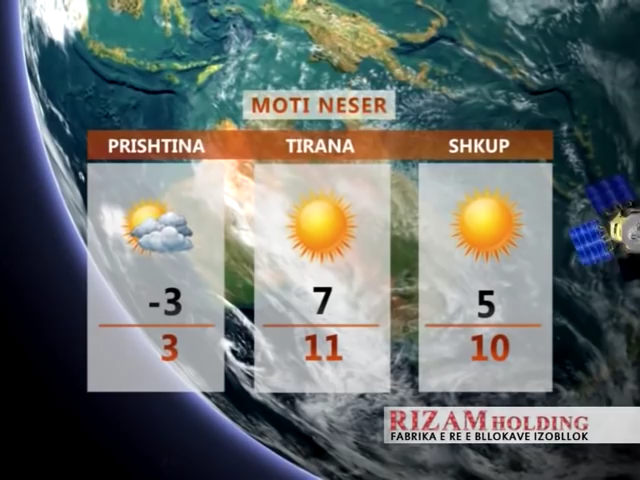 MOTI NESER
PRISHTINA TIRANA SHKUP
-3 7 5
3 11 10
RIZAM HOLDING
FABRIKA E RE E BLLOKAVE IZOBLLOK